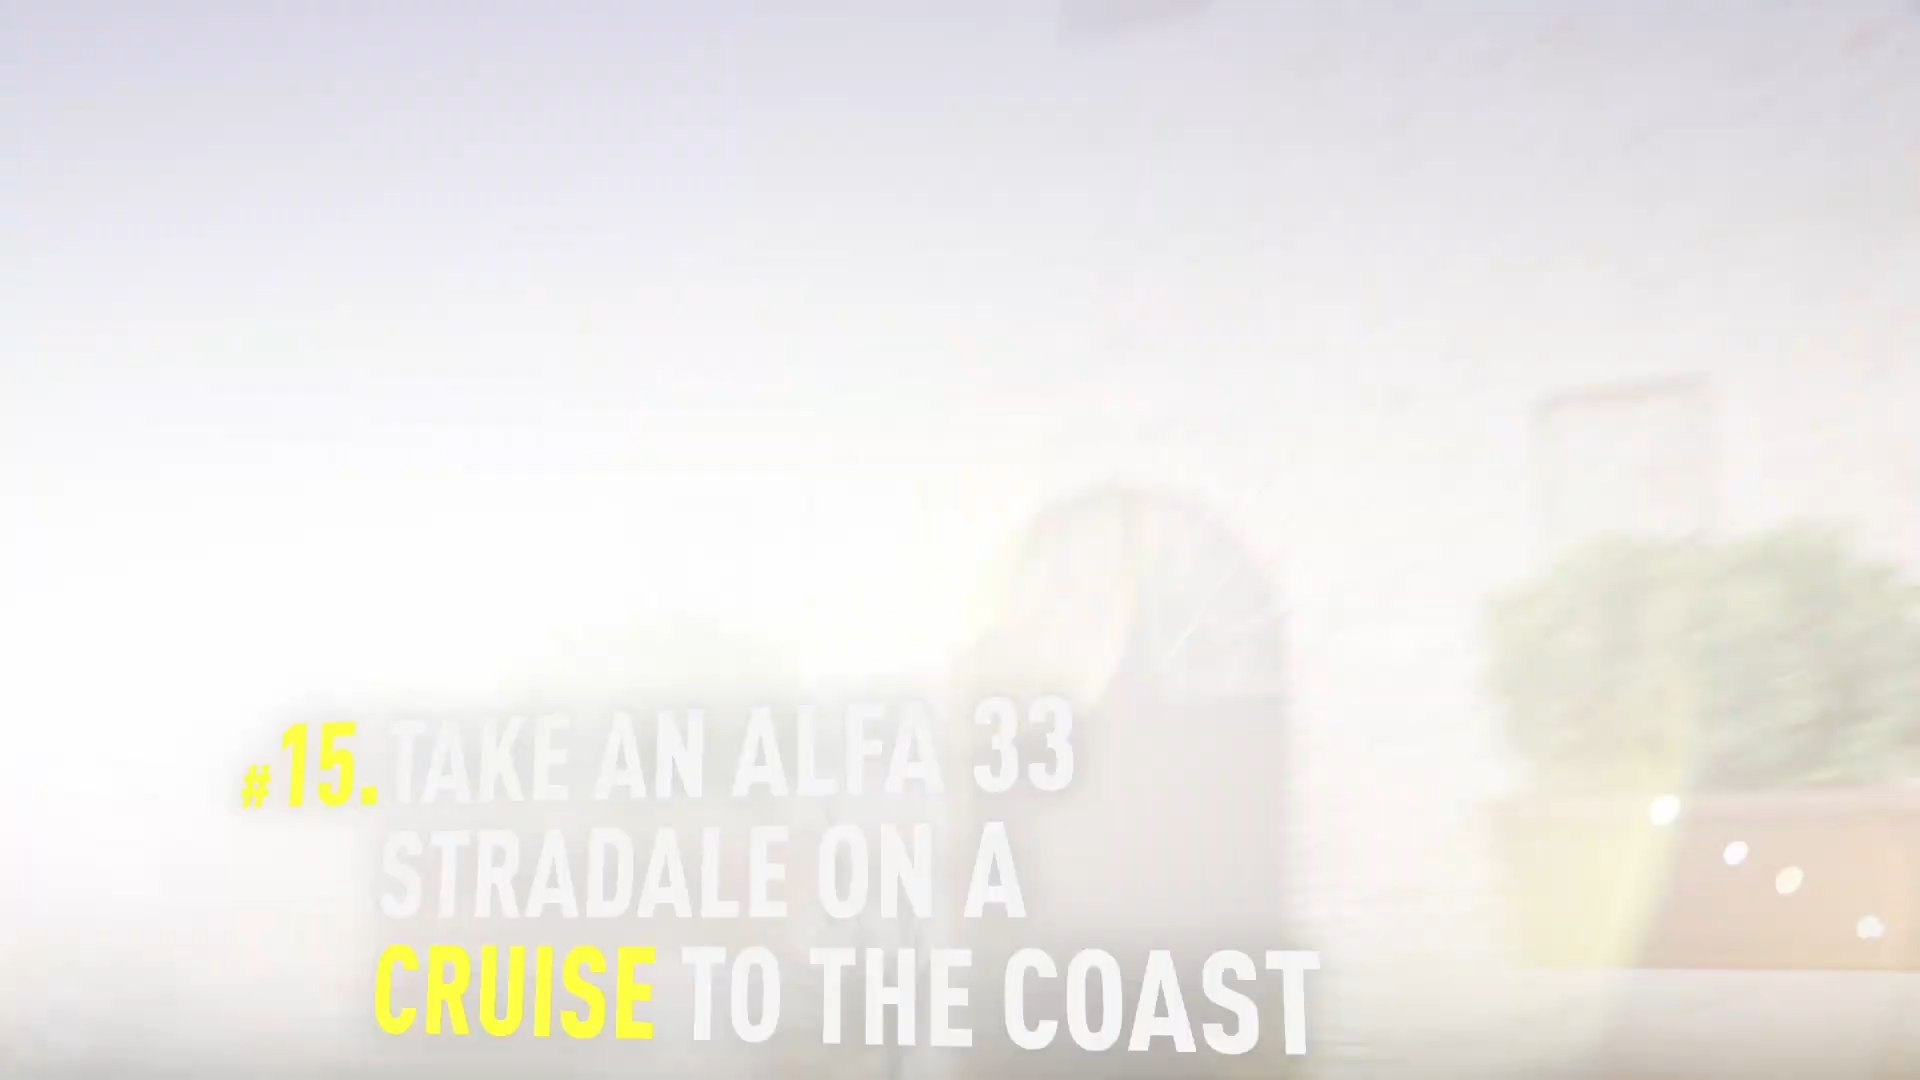 #15. TAKE AN ALFA 33
STRADALE ON A
CRUISE TO THE COAST